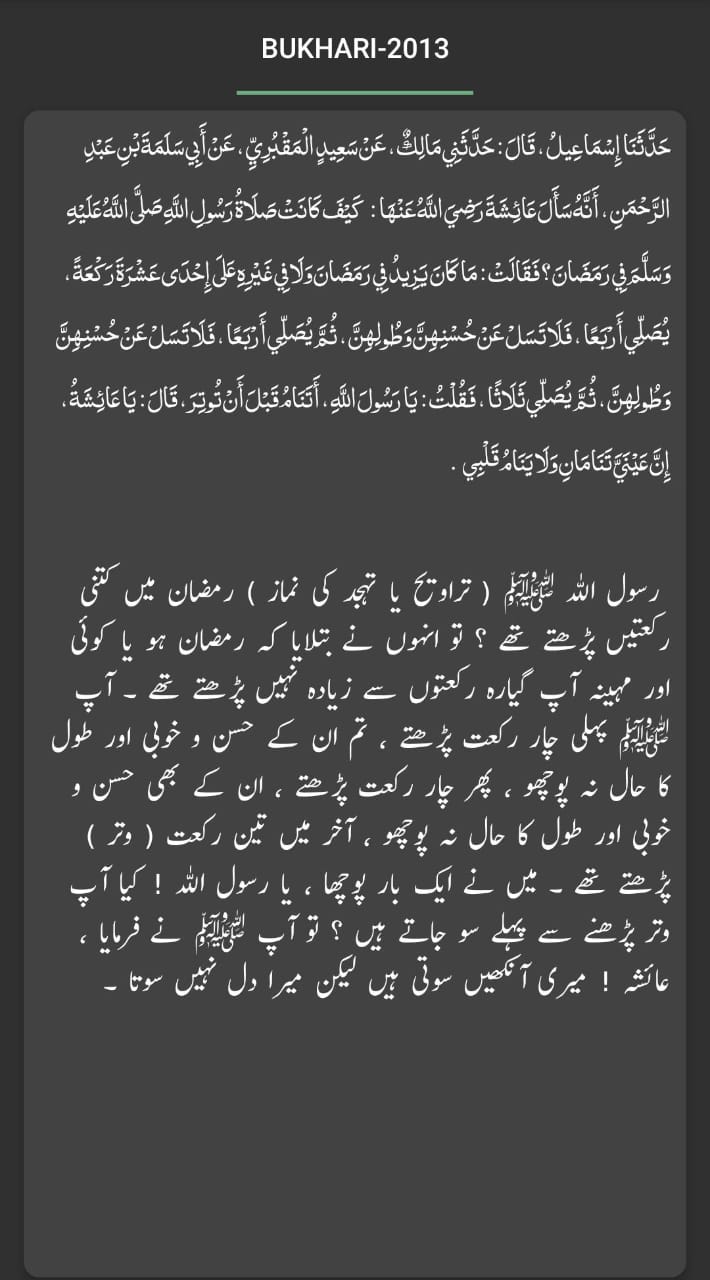 BUKHARI-2013
حَدَّثَنَا إِسْمَاعِيلُ ، قَالَ : حَدَّثَنِي مَالِكٌ ، عَنْ سَعِيدٍ الْمَقْبُرِيِّ ، عَنْ أَبِي سَلَمَةَ بْنِ عَبْدِ
الرَّحْمَنِ ، أَنَّهُ سَأَلَ عَائِشَةَ رَضِيَ اللَّهُ عَنْهَا : كَيْفَ كَانَتْ صَلَاةُ رَسُولِ اللَّهِ صَلَّى اللَّهُ عَلَيْهِ
وَسَلَّمَ فِي رَمَضَانَ ؟ فَقَالَتْ : مَا كَانَ يَزِيدُ فِي رَمَضَانَ وَلَا فِي غَيْرِهِ عَلَى إِحْدَى عَشْرَةَ رَكْعَةً ،
يُصَلِّي أَرْبَعًا ، فَلَا تَسَلْ عَنْ حُسْنِهِنَّ وَطُولِهِنَّ ، ثُمَّ يُصَلِّي أَرْبَعًا ، فَلَا تَسَلْ عَنْ حُسْنِهِنَّ
وَطُولِهِنَّ ، ثُمَّ يُصَلِّي ثَلَاثًا ، فَقُلْتُ : يَا رَسُولَ اللَّهِ ، أَتَنَامُ قَبْلَ أَنْ تُوتِرَ ، قَالَ : يَا عَائِشَةُ ،
إِنَّ عَيْنَيَّ تَنَامَانِ وَلَا يَنَامُ قَلْبِي .
رسول اللہ ﷺ ( تراویح یا تہجد کی نماز ) رمضان میں کتنی
رکعتیں پڑھتے تھے ؟ تو انہوں نے بتلایا کہ رمضان ہو یا کوئی
اور مہینہ آپ گیارہ رکعتوں سے زیادہ نہیں پڑھتے تھے ۔ آپ
ﷺ پہلی چار رکعت پڑھتے ، تم ان کے حسن و خوبی اور طول
کا حال نہ پوچھو ، پھر چار رکعت پڑھتے ، ان کے بھی حسن و
خوبی اور طول کا حال نہ پوچھو ، آخر میں تین رکعت ( وتر )
پڑھتے تھے ۔ میں نے ایک بار پوچھا ، یا رسول اللہ ! کیا آپ
وتر پڑھنے سے پہلے سو جاتے ہیں ؟ تو آپ ﷺ نے فرمایا ،
عائشہ ! میری آنکھیں سوتی ہیں لیکن میرا دل نہیں سوتا ۔